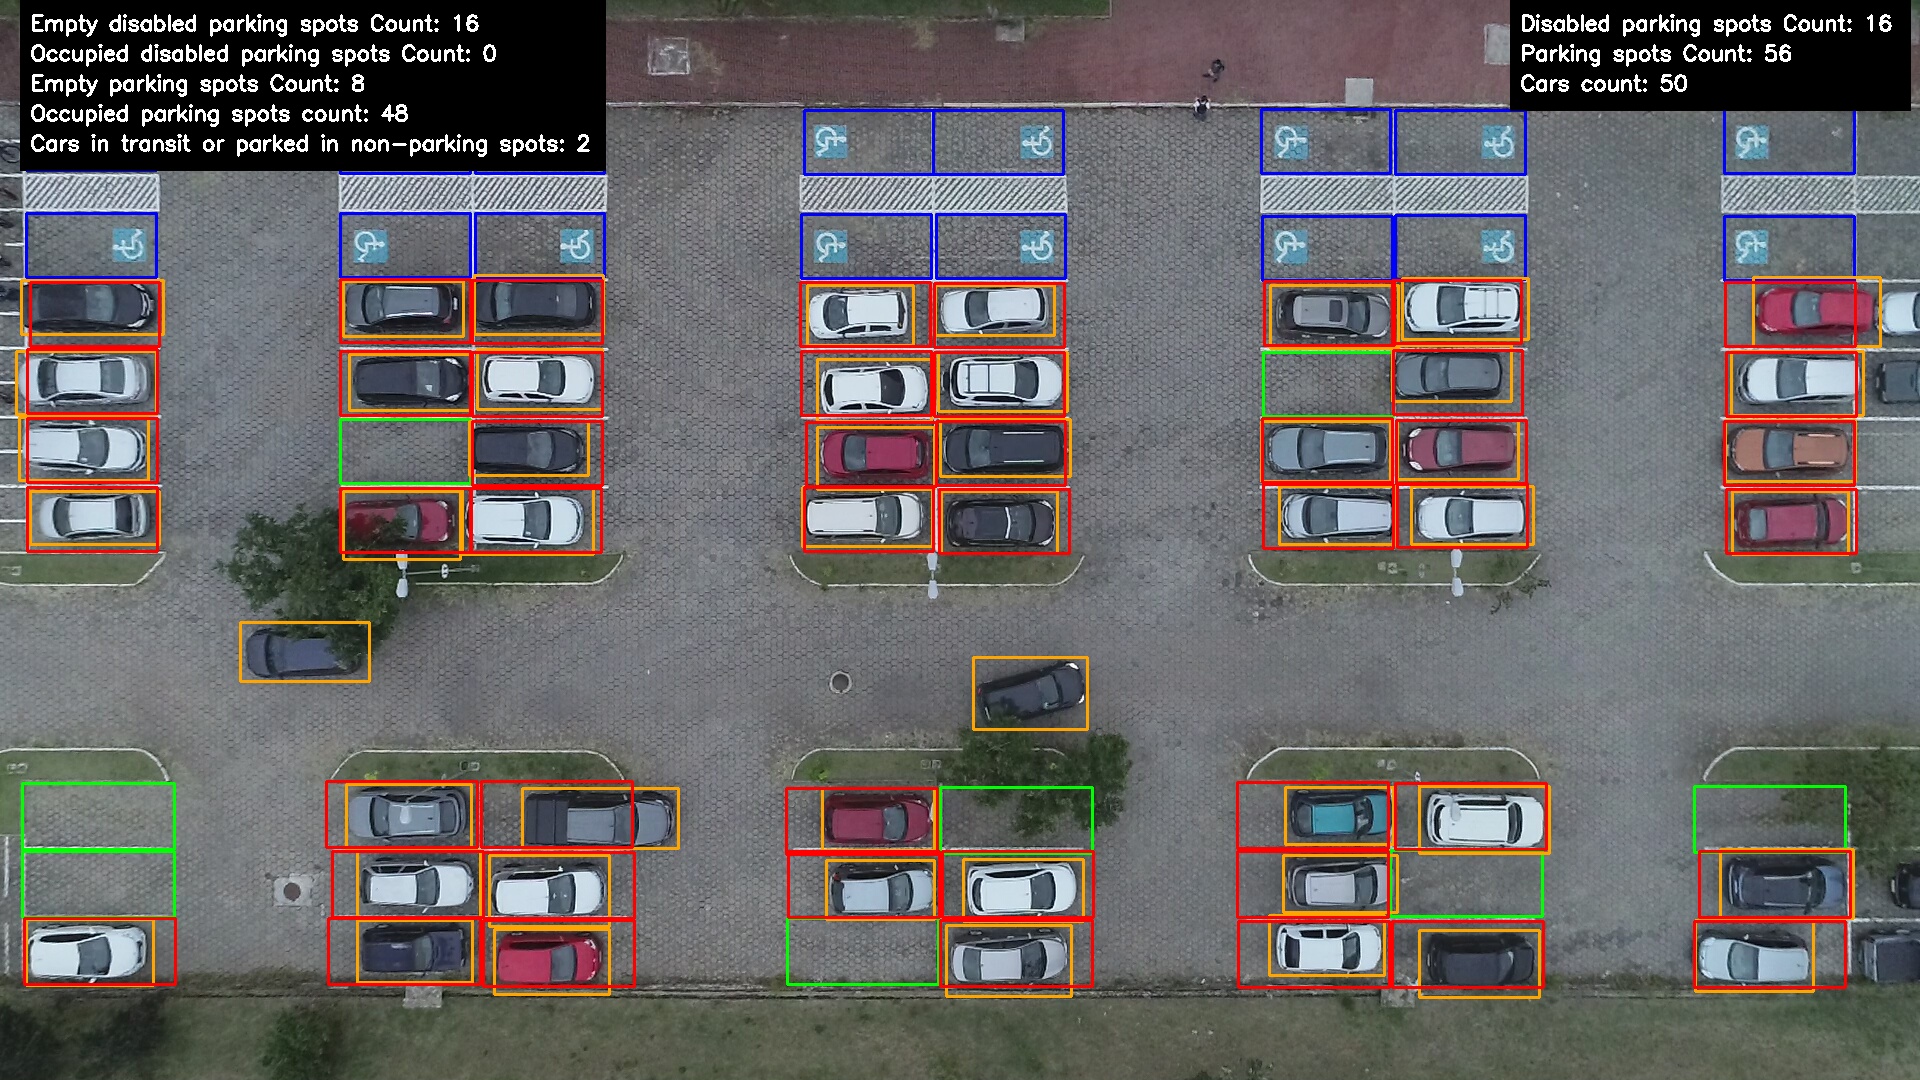 Empty disabled parking spots Count: 16
Occupied disabled parking spots Count: 0
Empty parking spots Count: 8
Occupied parking spots count: 48
Cars in transit or parked in non-parking spots: 2
Disabled parking spots Count: 16
Parking spots Count: 56
Cars count: 50